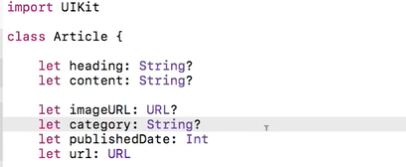 import UIKit
class Article {
let heading: String?
let content: String?
let imageURL: URL?
let category: String?
let publishedDate: Int
let url: URL